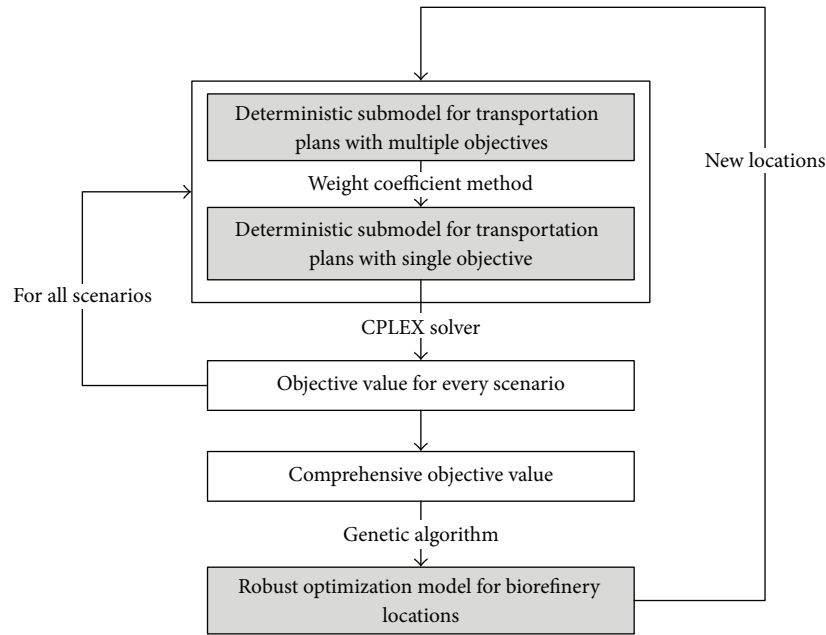 Deterministic submodel for transportation
plans with multiple objectives
New locations
Weight coefficient method
Deterministic submodel for transportation
plans with single objective
For all scenarios
CPLEX solver
Objective value for every scenario
Comprehensive objective value
Genetic algorithm
Robust optimization model for biorefinery
locations